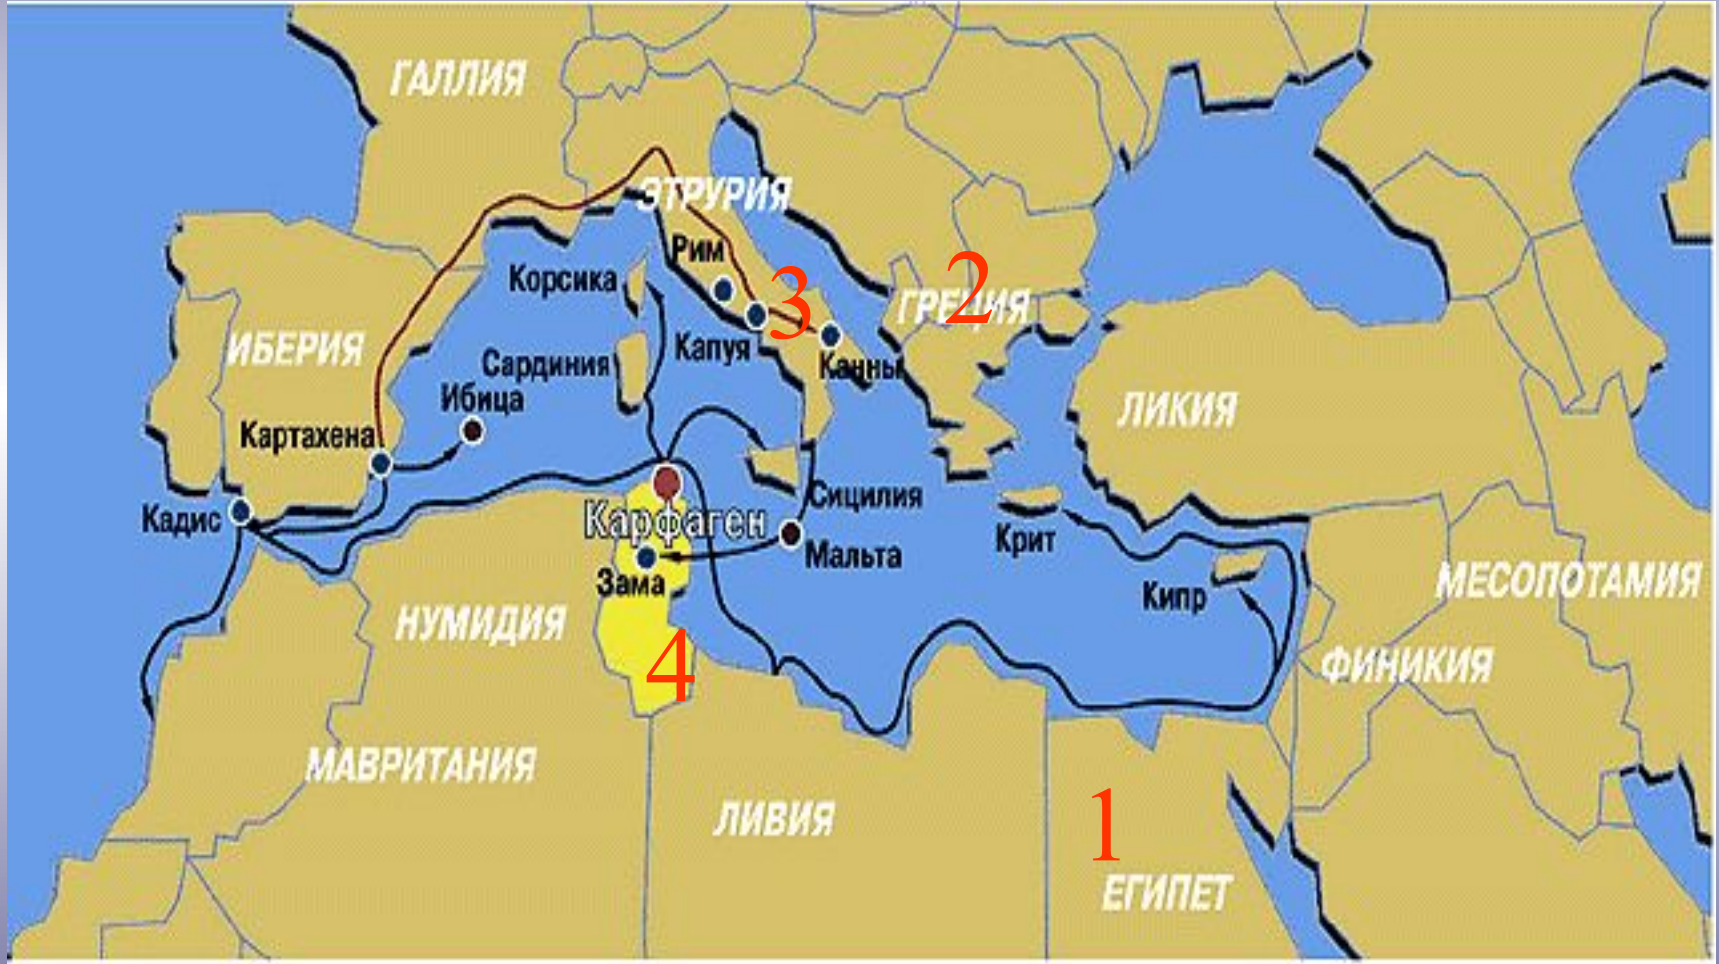 ГАЛЛИЯ
ЭТРУРИЯ
Рим
Корсика
3
2
ГРЕЦИЯ
ИБЕРИЯ
Сардиния
Капуя
Канны
Ибица
ЛИКИЯ
Картахена
Кадис
Карфаген
Сицилия
Мальта
Крит
Зама
Кипр
МЕСОПОТАМИЯ
НУМИДИЯ
4
ФИНИКИЯ
МАВРИТАНИЯ
ЛИВИЯ
1
ЕГИПЕТ